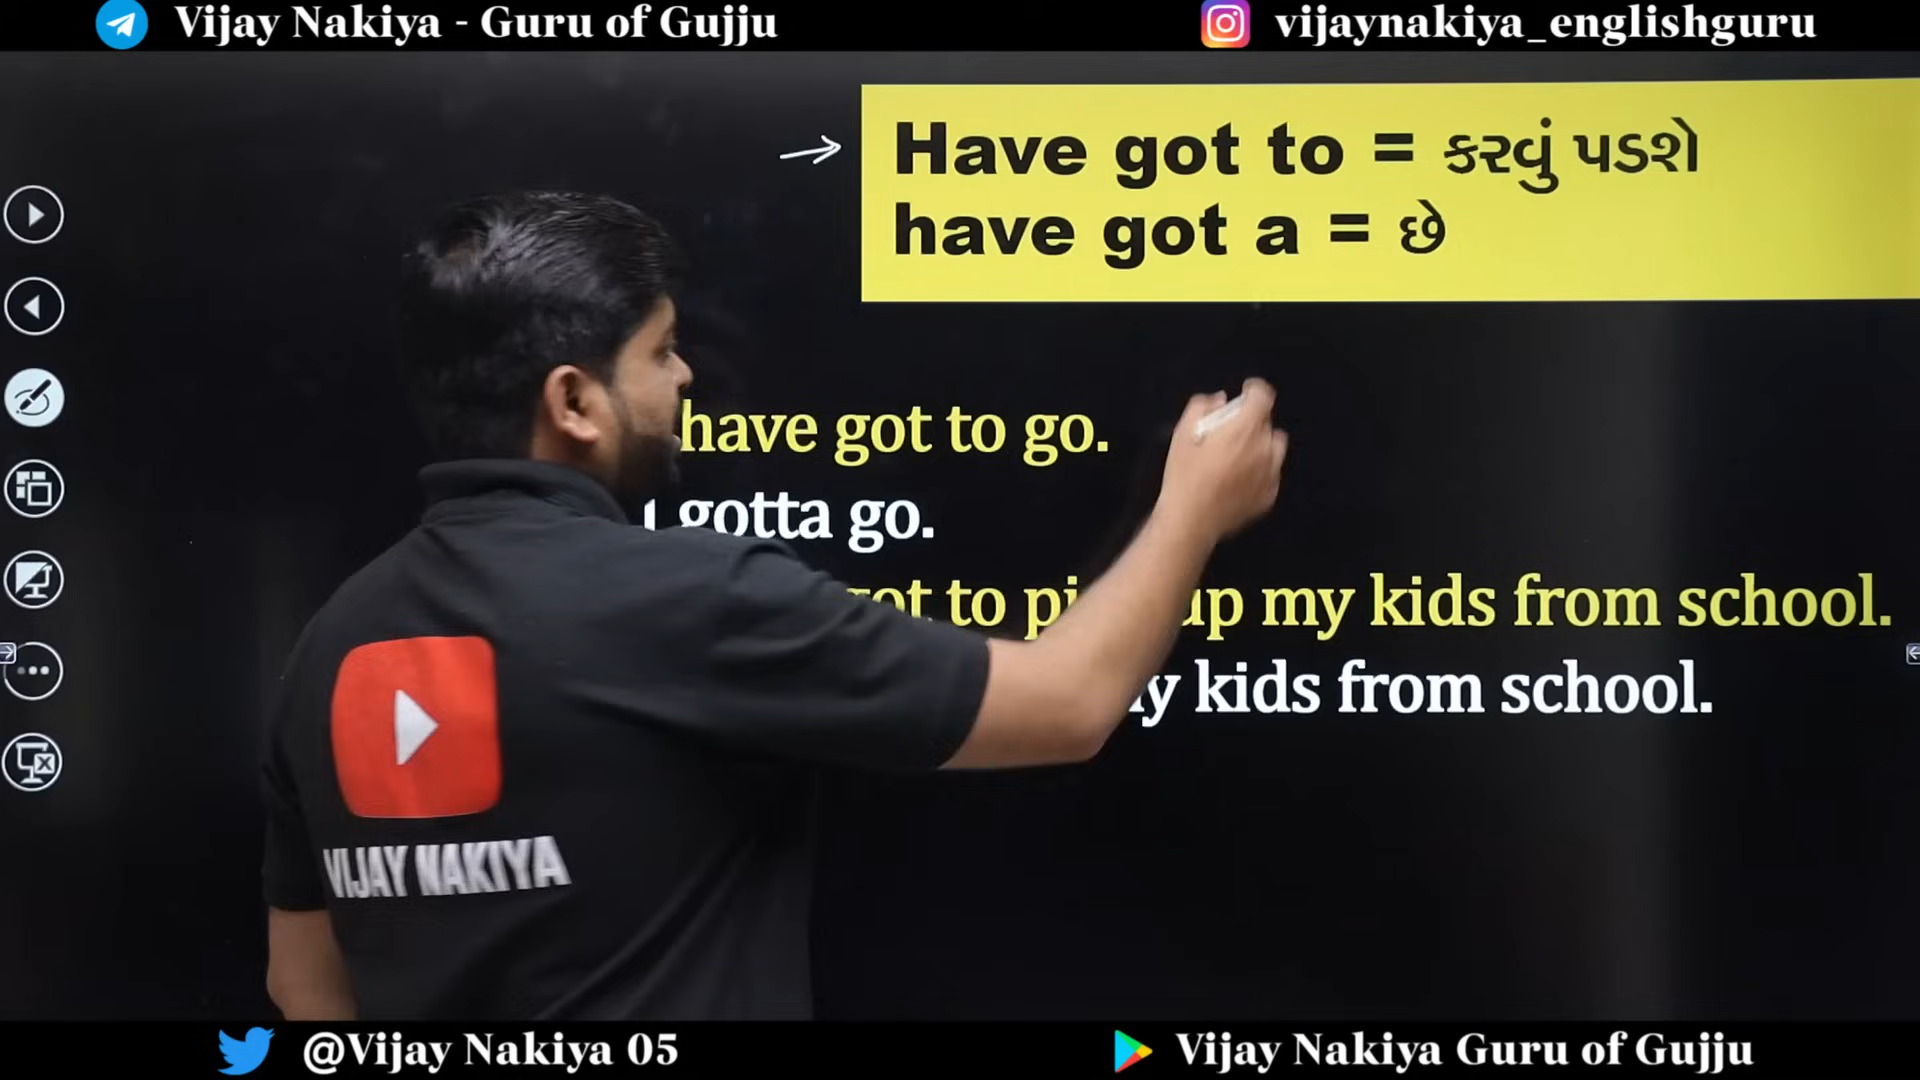 Vijay Nakiya - Guru of Gujju
vijaynakiya_englishguru
Have got to = કરવું પડશે
have got a = છે
have got to go.
gotta go.
to up my kids from school.
kids from school.
VIJAY NAKIYA
@Vijay Nakiya 05
Vijay Nakiya Guru of Gujju